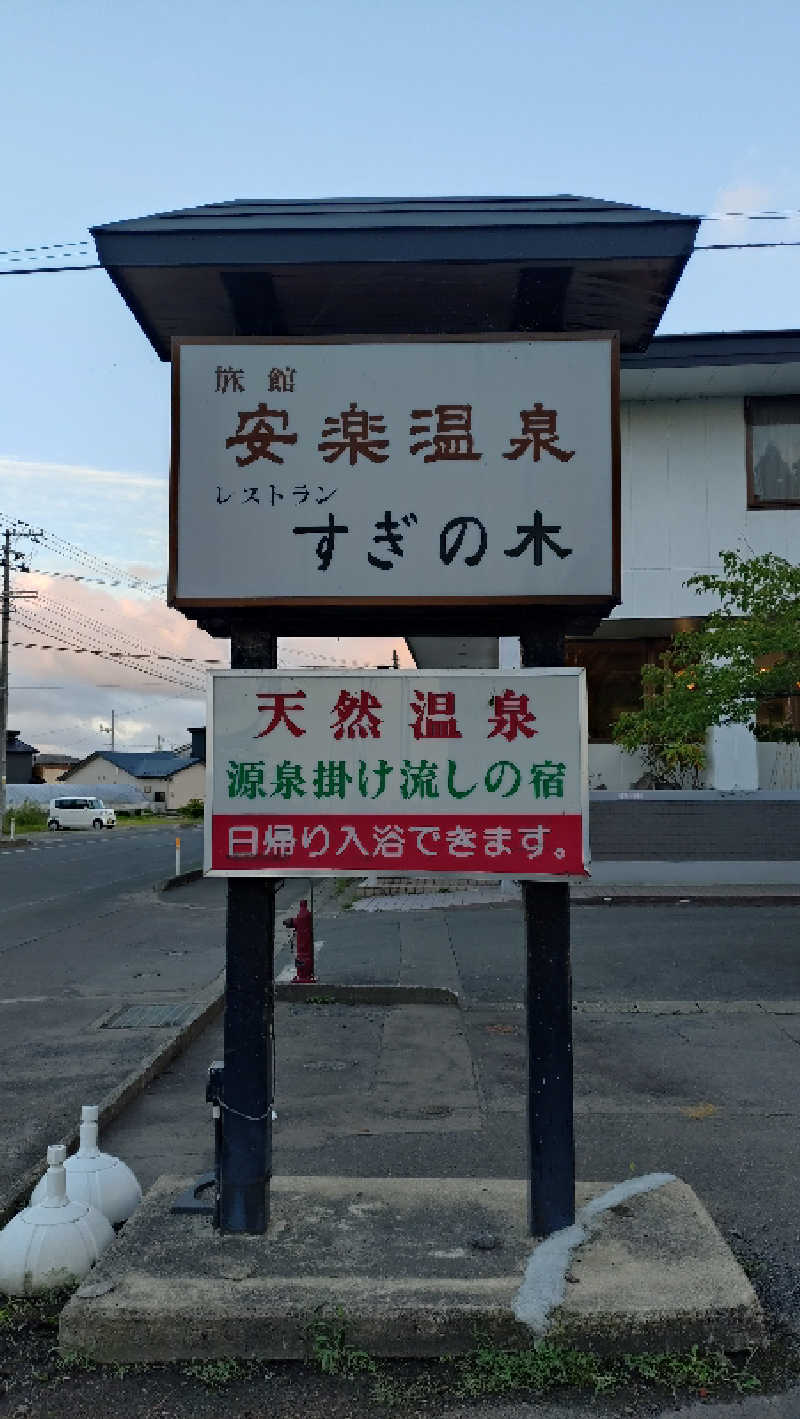 旅館
安楽温泉
レストラン
すぎの木
天然温泉
源泉掛け流しの宿
日帰り入浴できます。